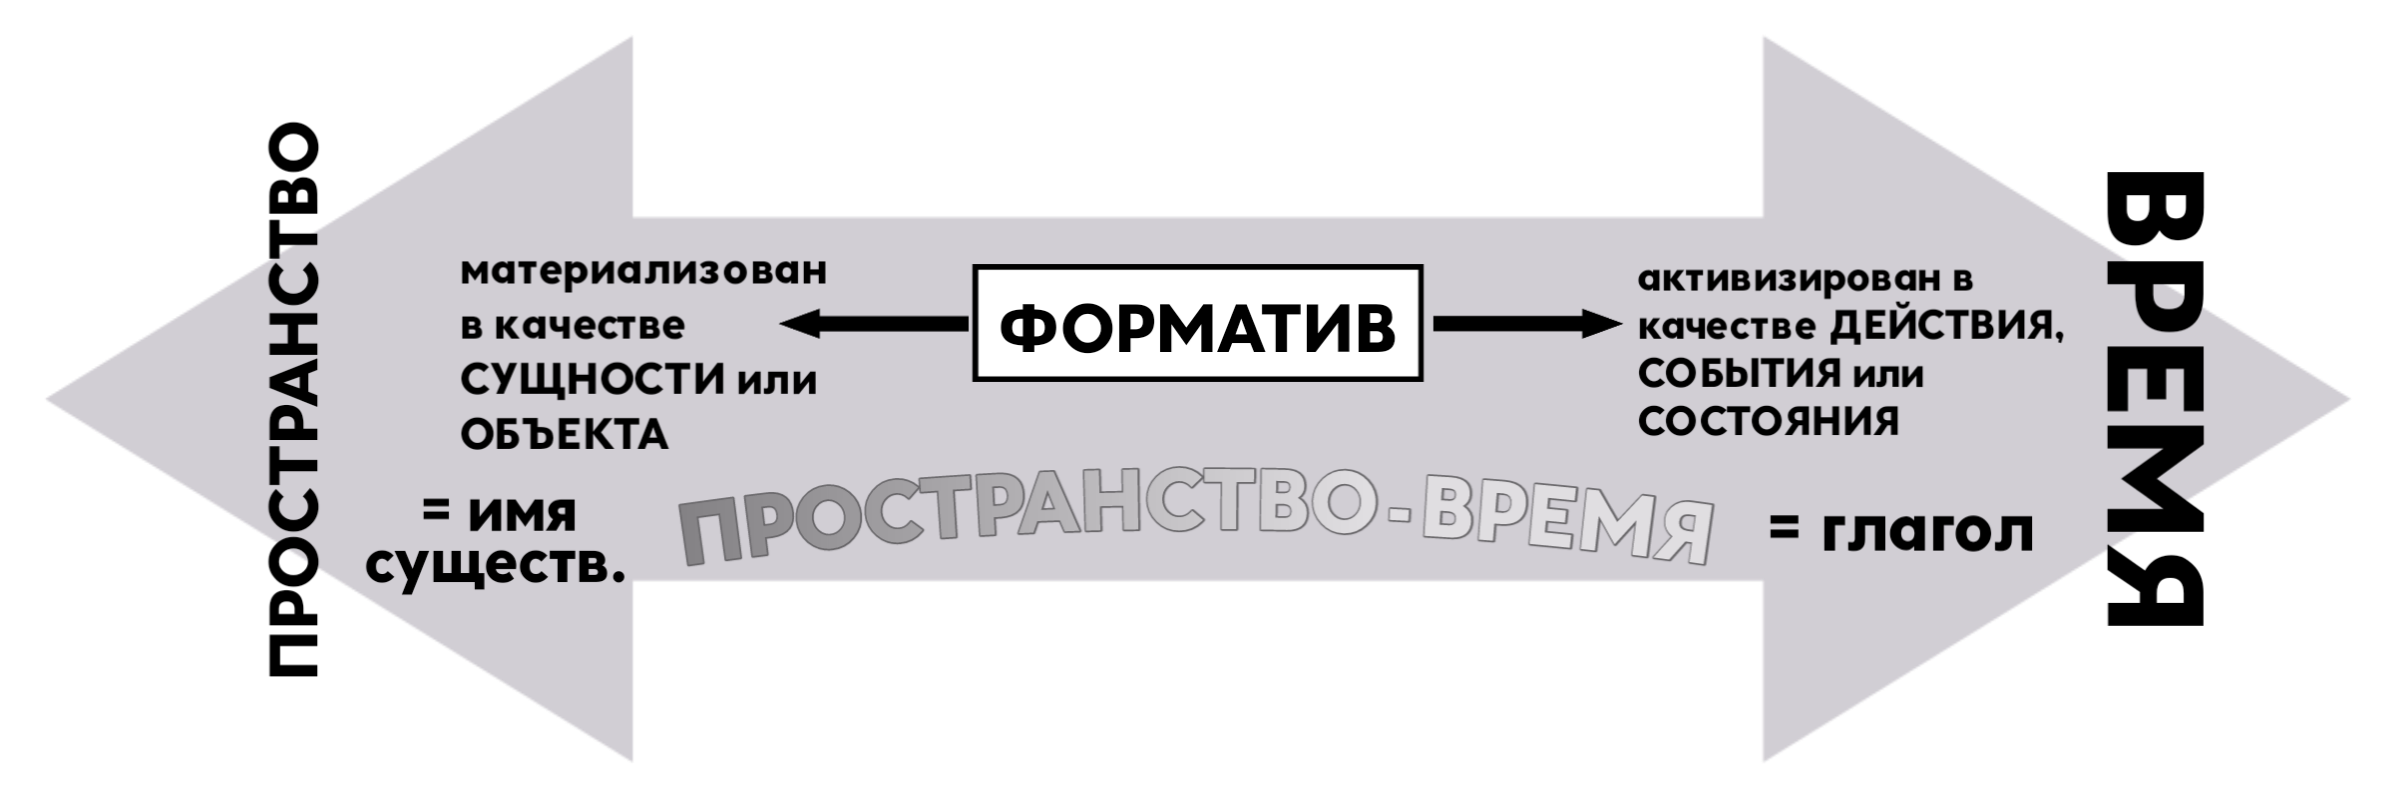 ПРОСТРАНСТВО
материализован
в качестве
СУЩНОСТИ или
ОБЪЕКТА
= имя
существ.
ФОРМАТИВ
ПРОСТРАНСТВО-ВРЕМЯ
активизирован в
качестве ДЕЙСТВИЯ,
СОБЫТИЯ или
СОСТОЯНИЯ
= глагол
ВРЕМЯ